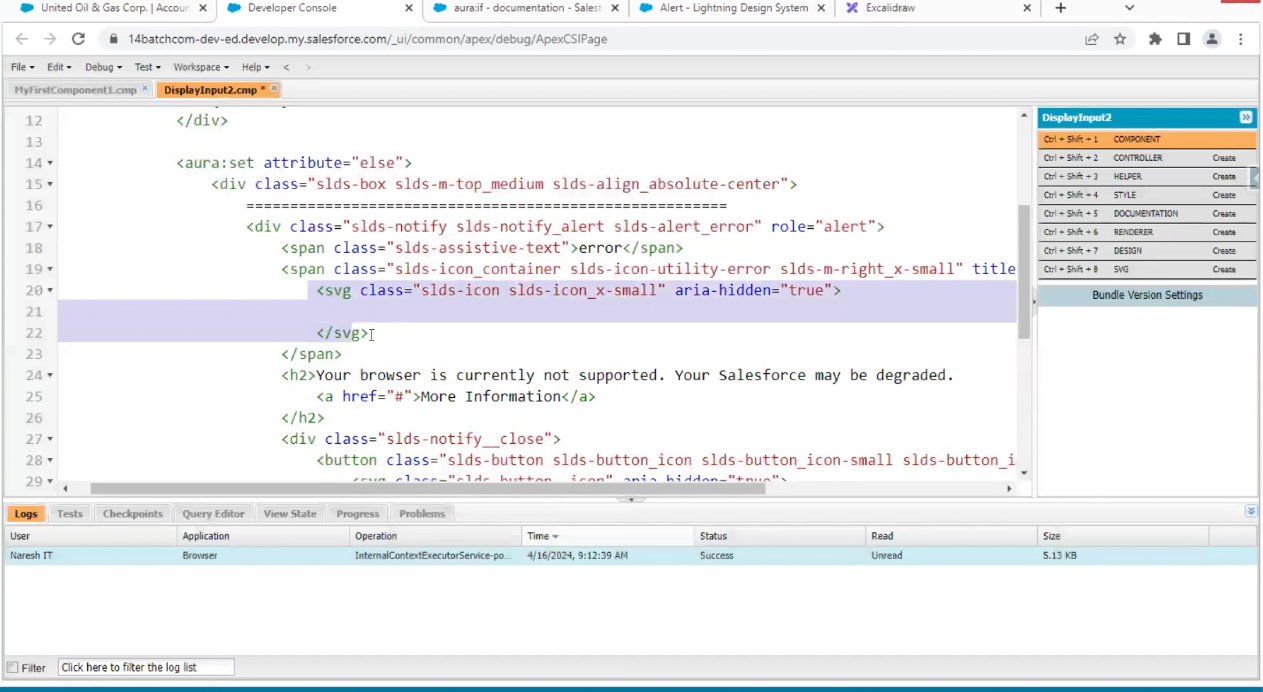 United Oil & Gas Corp. | Accoun
Developer Console
aura:if - documentation - Sales
Alert - Lightning Design System
Excalidraw
14batchcom-dev-ed.develop.my.salesforce.com/_ui/common/apex/debug/ApexCSIPage
File Edit Debug Test Workspace Help < >
MyFirstComponent1.cmp DisplayInput2.cmp *
12 </div>
13
14 <aura:set attribute="else">
15 <div class="slds-box slds-m-top_medium slds-align_absolute-center">
16 =======================================================
17 <div class="slds-notify slds-notify_alert slds-alert_error" role="alert">
18 <span class="slds-assistive-text">error</span>
19 <span class="slds-icon_container slds-icon-utility-error slds-m-right_x-small" title
20 <svg class="slds-icon slds-icon_x-small" aria-hidden="true">
21
22 </svg>
23 </span>
24 <h2>Your browser is currently not supported. Your Salesforce may be degraded.
25 <a href="#">More Information</a>
26 </h2>
27 <div class="slds-notify__close">
28 <button class="slds-button slds-button_icon slds-button_icon-small slds-button_i
29 <svg class="slds-button__icon" aria-hidden="true">
DisplayInput2
Ctrl + Shift + 1 COMPONENT
Ctrl + Shift + 2 CONTROLLER Create
Ctrl + Shift + 3 HELPER Create
Ctrl + Shift + 4 STYLE Create
Ctrl + Shift + 5 DOCUMENTATION Create
Ctrl + Shift + 6 RENDERER Create
Ctrl + Shift + 7 DESIGN Create
Ctrl + Shift + 8 SVG Create
Bundle Version Settings
Logs Tests Checkpoints Query Editor View State Progress Problems
User Application Operation Time Status Read Size
Naresh IT Browser InternalContextExecutorService-po... 4/16/2024, 9:12:39 AM Success Unread 5.13 KB
Filter Click here to filter the log list